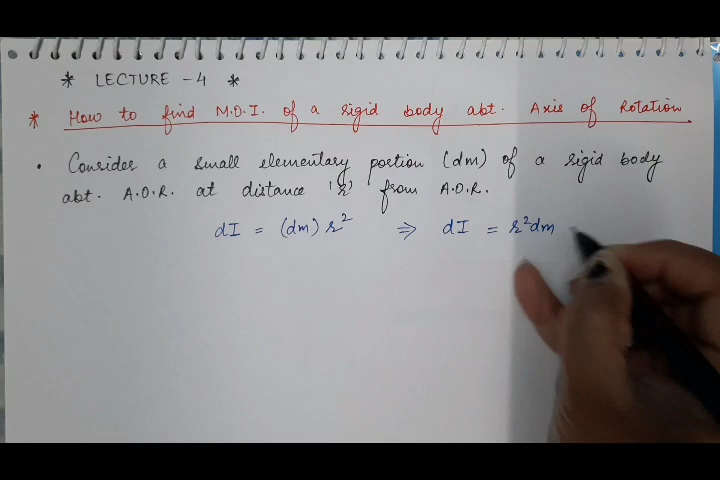 * LECTURE - 4 *
* How to find M.O.I. of a rigid body abt. Axis of Rotation.
• Consider a small elementary portion (dm) of a rigid body
abt. A.O.R. at distance 'r' from A.O.R.
dI = (dm) r² ⇒ dI = r²dm